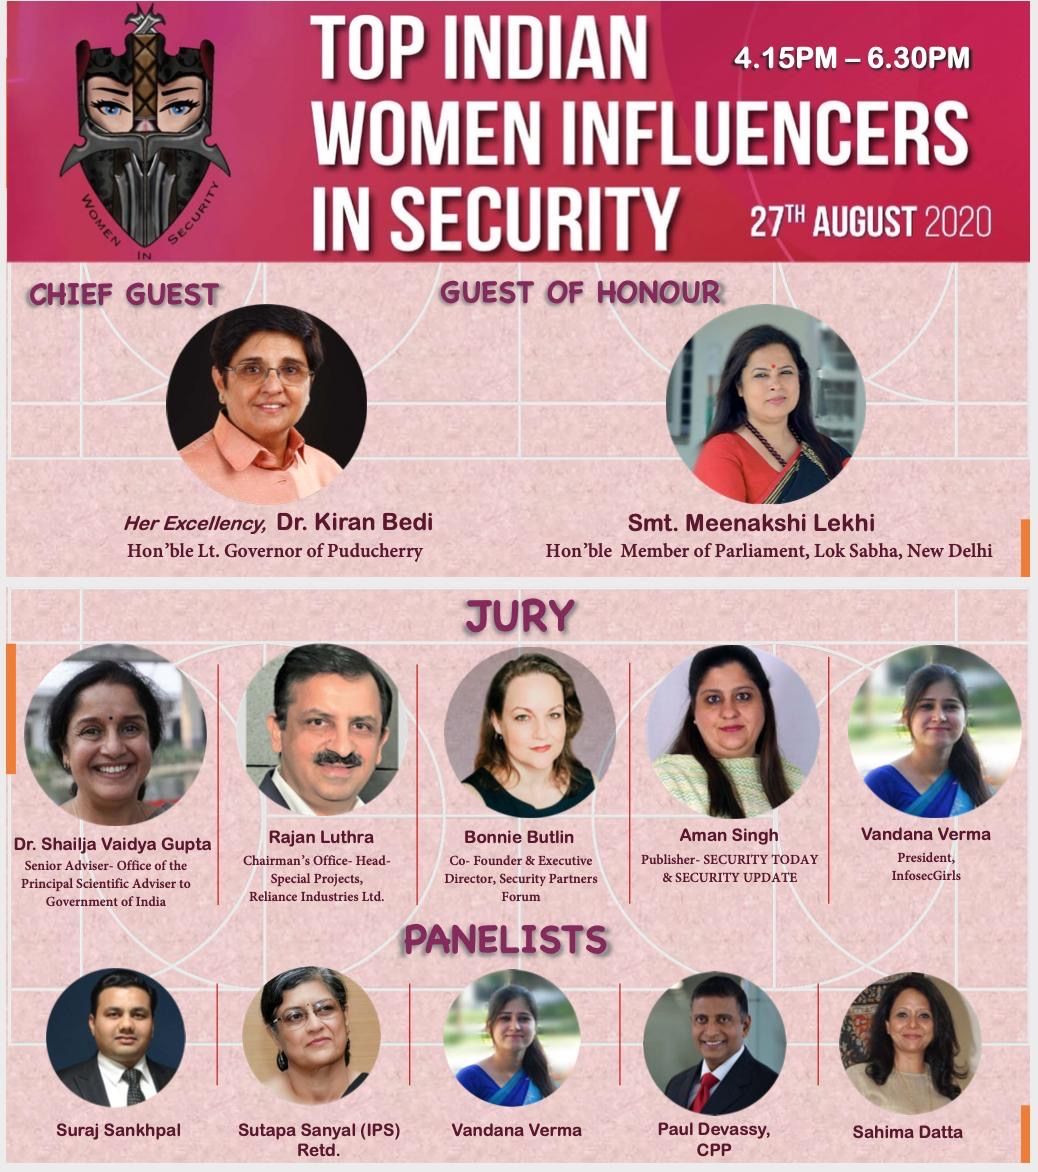 TOP INDIAN
4.15PM – 6.30PM
WOMEN INFLUENCERS
IN SECURITY
27TH AUGUST 2020
WOMEN IN SECURITY
CHIEF GUEST
GUEST OF HONOUR
Her Excellency, Dr. Kiran Bedi
Hon'ble Lt. Governor of Puducherry
Smt. Meenakshi Lekhi
Hon'ble Member of Parliament, Lok Sabha, New Delhi
JURY
Dr. Shailja Vaidya Gupta
Senior Adviser- Office of the
Principal Scientific Adviser to
Government of India
Rajan Luthra
Chairman's Office- Head-
Special Projects,
Reliance Industries Ltd.
Bonnie Butlin
Co- Founder & Executive
Director, Security Partners
Forum
Aman Singh
Publisher- SECURITY TODAY
& SECURITY UPDATE
Vandana Verma
President,
InfosecGirls
PANELISTS
Suraj Sankhpal
Sutapa Sanyal (IPS)
Retd.
Vandana Verma
Paul Devassy,
CPP
Sahima Datta